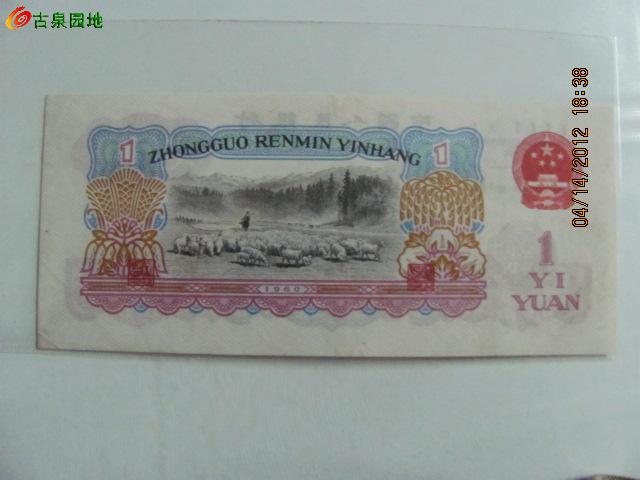 古泉园地
1
ZHONGGUO RENMIN YINHANG
1
1960
1
YI
YUAN
04/14/2012 18:38